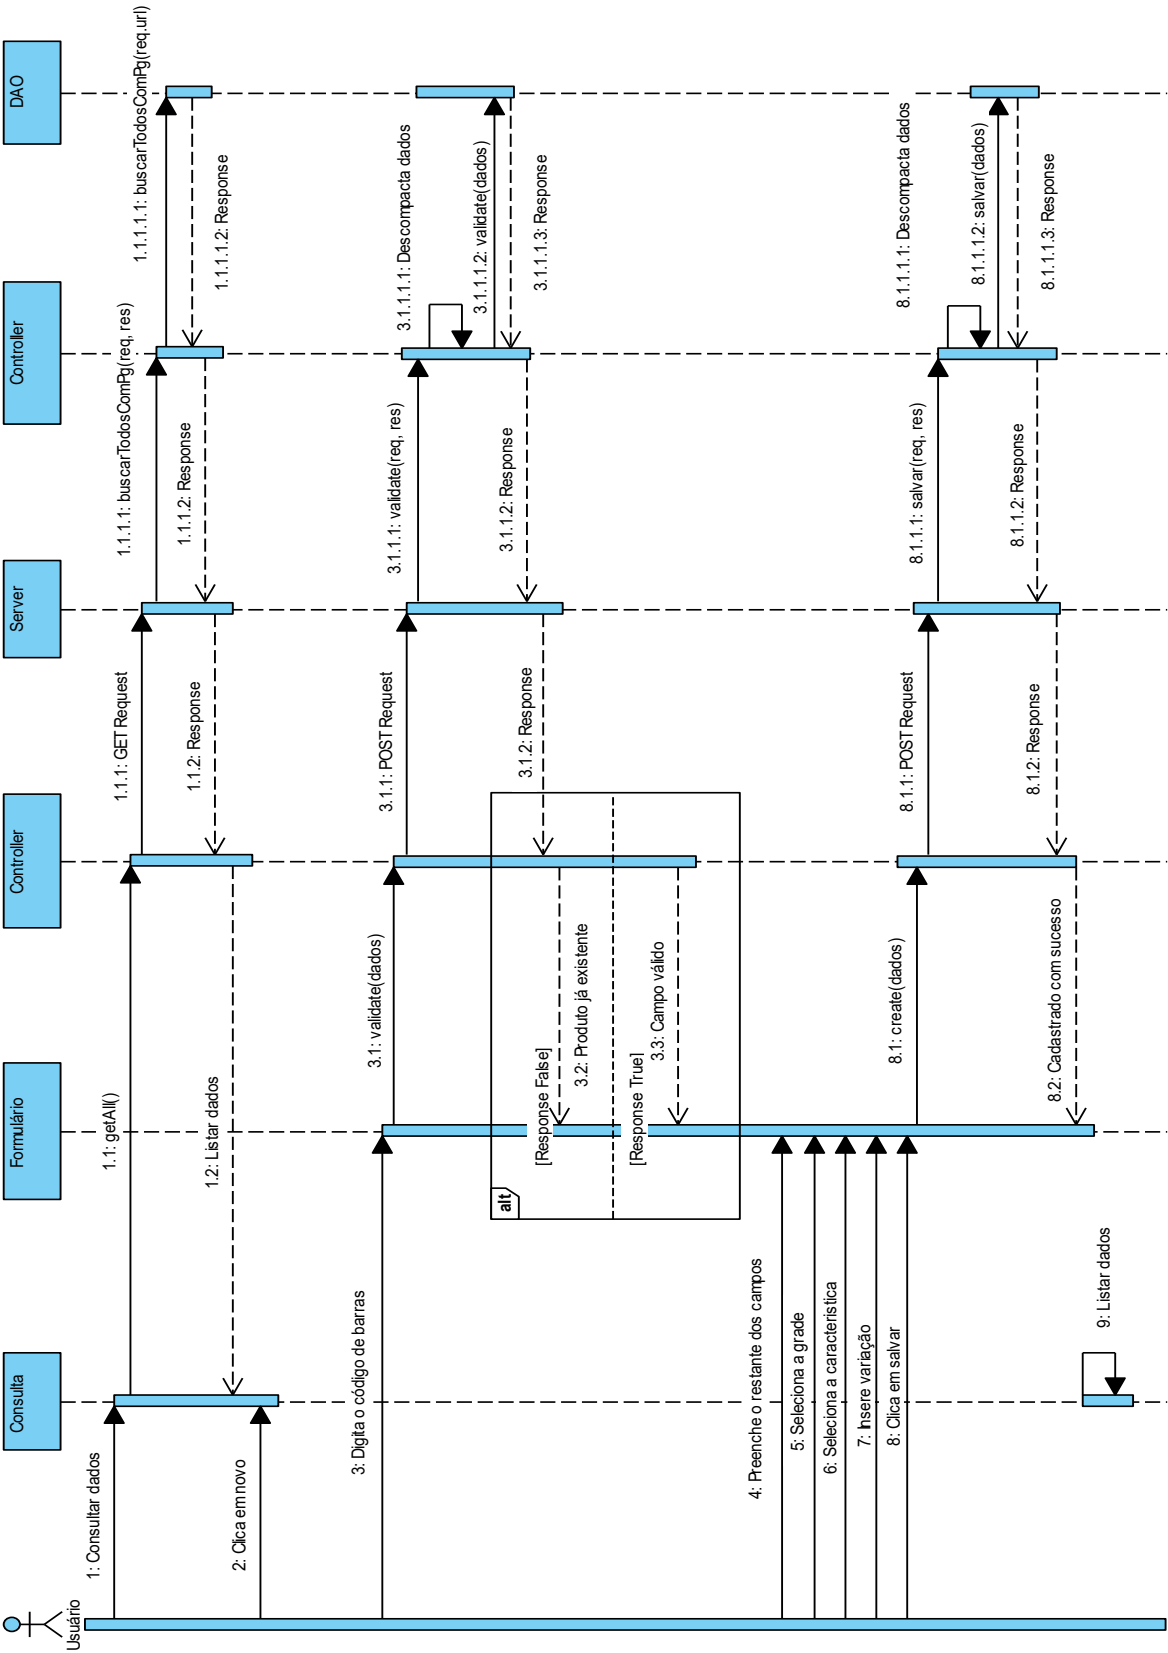 Usuário
Consulta
Formulário
Controller
Server
Controller
DAO
1: Consultar dados
1.1: getAll()
1.1.1: GET Request
1.1.1.1: buscarTodosComPg(req, res)
1.1.1.1.1: buscarTodosComPg(req.url)
1.1.1.1.2: Response
1.1.1.2: Response
1.1.2: Response
1.2: Listar dados
2: Clica em novo
3: Digita o código de barras
3.1: validate(dados)
3.1.1: POST Request
3.1.1.1: validate(req, res)
3.1.1.1.1: Descompacta dados
3.1.1.1.2: validate(dados)
3.1.1.1.3: Response
3.1.1.2: Response
3.1.2: Response
alt
[Response False]
3.2: Produto já existente
[Response True]
3.3: Campo válido
4: Preenche o restante dos campos
5: Seleciona a grade
6: Seleciona a caracteristica
7: Insere variação
8: Clica em salvar
8.1: create(dados)
8.1.1: POST Request
8.1.1.1: salvar(req, res)
8.1.1.1.1: Descompacta dados
8.1.1.1.2: salvar(dados)
8.1.1.1.3: Response
8.1.1.2: Response
8.1.2: Response
8.2: Cadastrado com sucesso
9: Listar dados